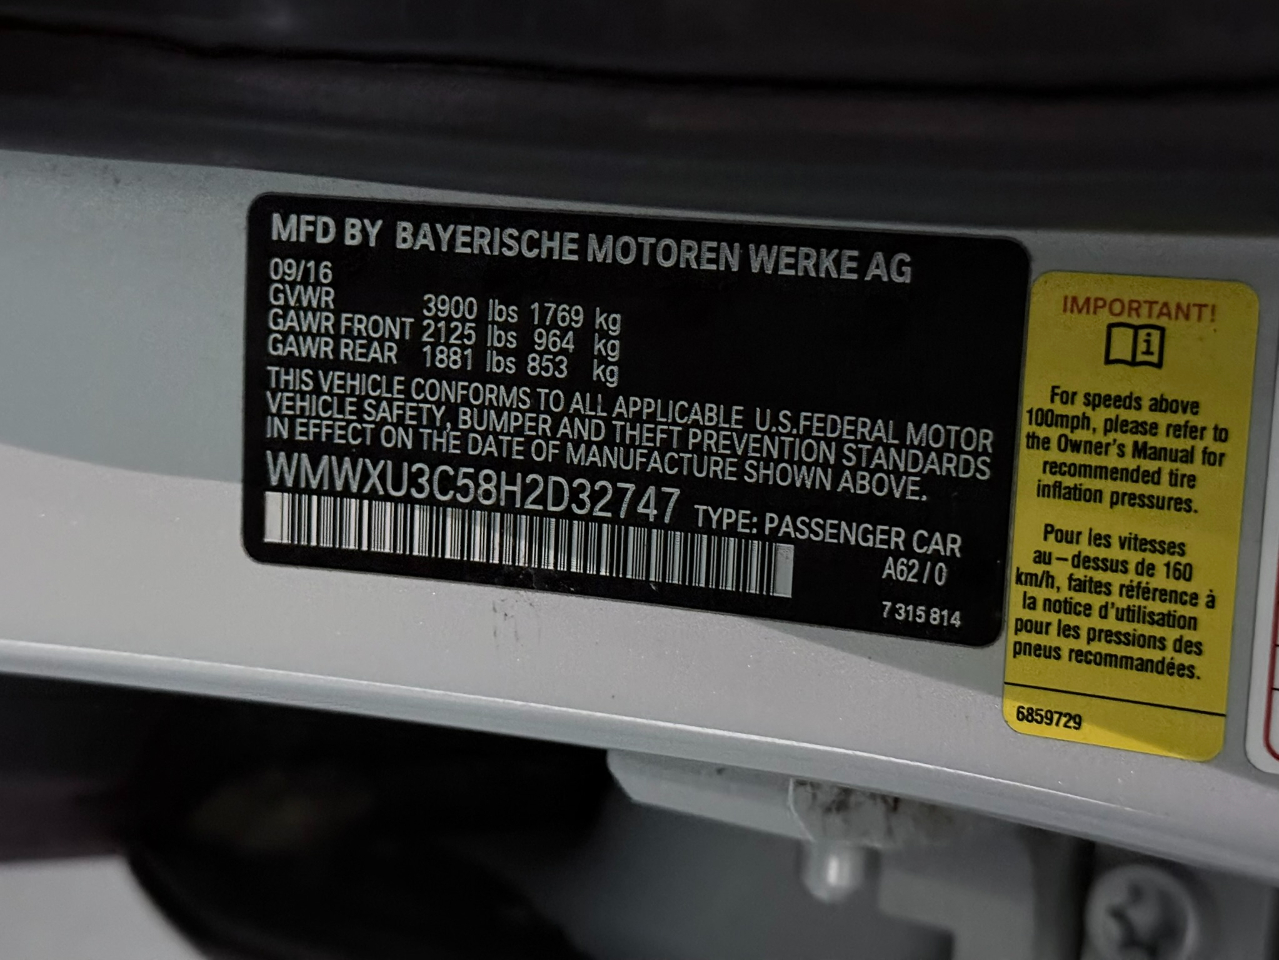 MFD BY BAYERISCHE MOTOREN WERKE AG
09/16
GVWR 3900 lbs 1769 kg
GAWR FRONT 2125 lbs 964 kg
GAWR REAR 1881 lbs 853 kg
THIS VEHICLE CONFORMS TO ALL APPLICABLE U.S.FEDERAL MOTOR
VEHICLE SAFETY, BUMPER AND THEFT PREVENTION STANDARDS
IN EFFECT ON THE DATE OF MANUFACTURE SHOWN ABOVE.
WMWXU3C58H2D32747 TYPE: PASSENGER CAR
A62/0
7 315 814
IMPORTANT!
i
For speeds above
100mph, please refer to
the Owner's Manual for
recommended tire
inflation pressures.
Pour les vitesses
au-dessus de 160
km/h, faites référence à
la notice d'utilisation
pour les pressions des
pneus recommandées.
6859729